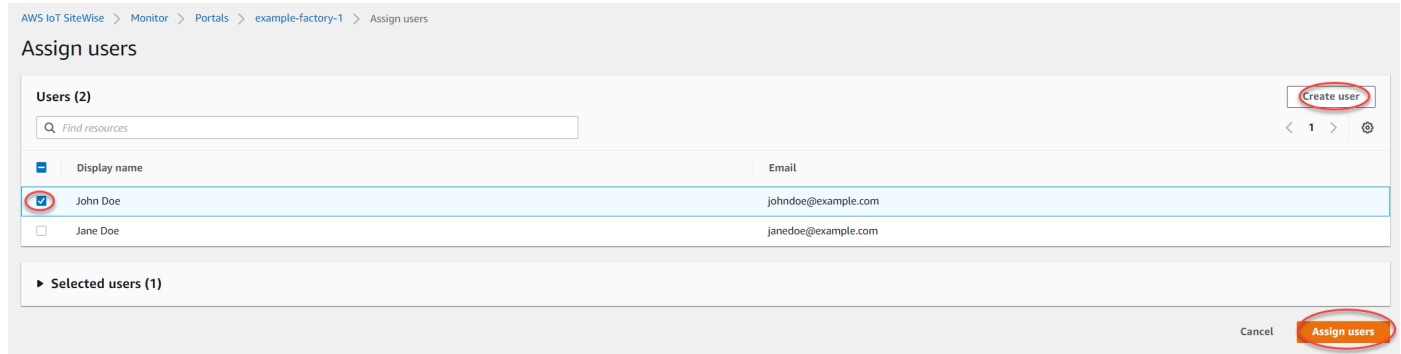 AWS IoT SiteWise > Monitor > Portals > example-factory-1 > Assign users
Assign users
Users (2)
Create user
Find resources
< 1 >
Display name Email
John Doe johndoe@example.com
Jane Doe janedoe@example.com
Selected users (1)
Cancel Assign users